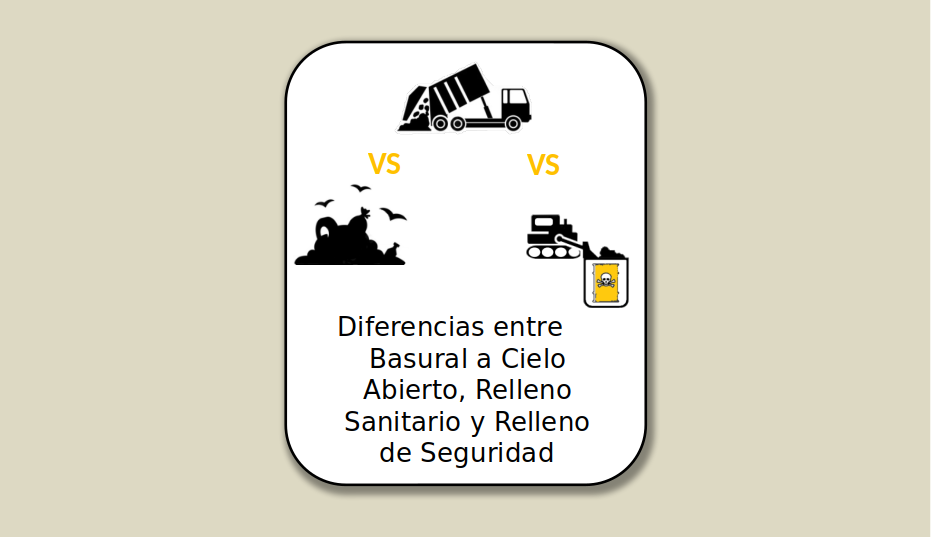 VS VS
Diferencias entre
Basural a Cielo
Abierto, Relleno
Sanitario y Relleno
de Seguridad